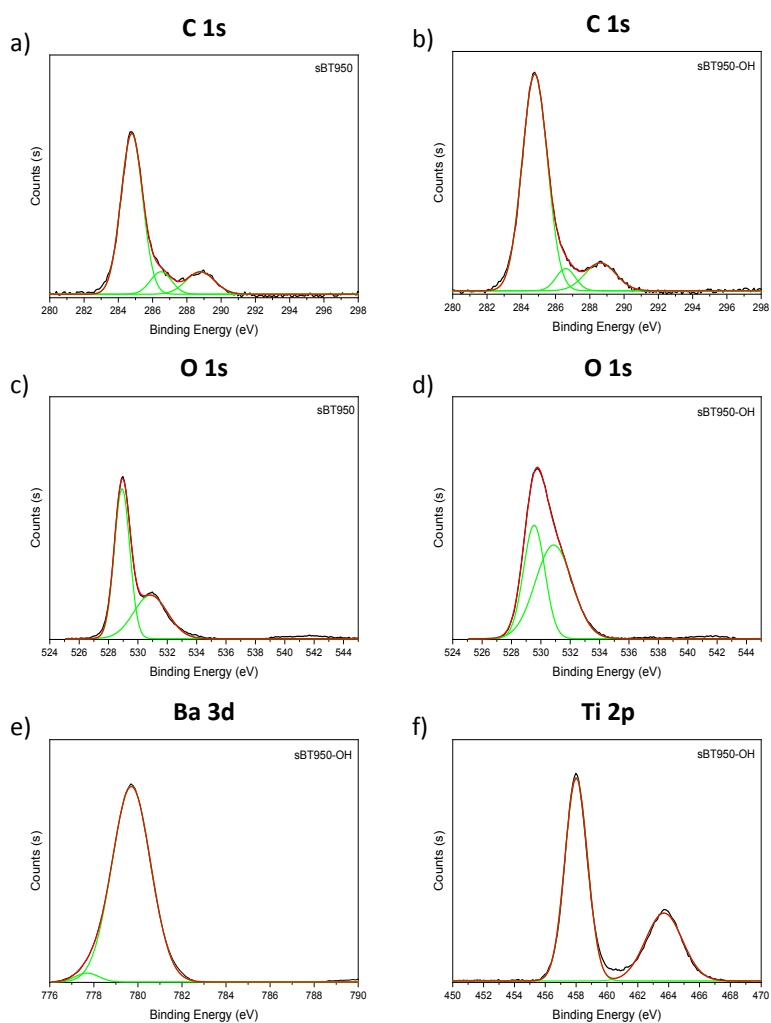 C 1s
a)
sBT950
Counts (s)
280 282 284 286 288 290 292 294 296 298
Binding Energy (eV)
C 1s
b)
sBT950-OH
Counts (s)
280 282 284 286 288 290 292 294 296 298
Binding Energy (eV)
O 1s
c)
sBT950
Counts (s)
524 526 528 530 532 534 536 538 540 542 544
Binding Energy (eV)
O 1s
d)
sBT950-OH
Counts (s)
524 526 528 530 532 534 536 538 540 542 544
Binding Energy (eV)
Ba 3d
e)
sBT950-OH
Counts (s)
776 778 780 782 784 786 788 790
Binding Energy (eV)
Ti 2p
f)
sBT950-OH
Counts (s)
450 452 454 456 458 460 462 464 466 468 470
Binding Energy (eV)